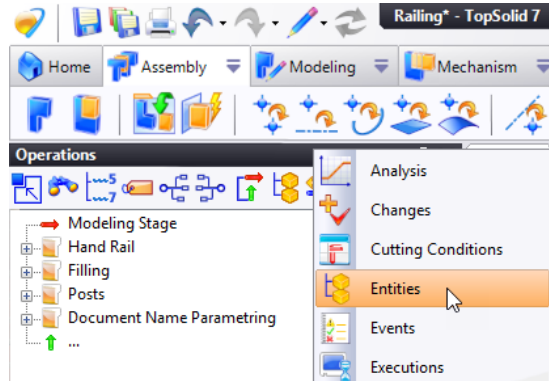 Railing* - TopSolid 7
Home Assembly Modeling Mechanism
Operations
Modeling Stage
Hand Rail
Filling
Posts
Document Name Parametring
...
Analysis
Changes
Cutting Conditions
Entities
Events
Executions